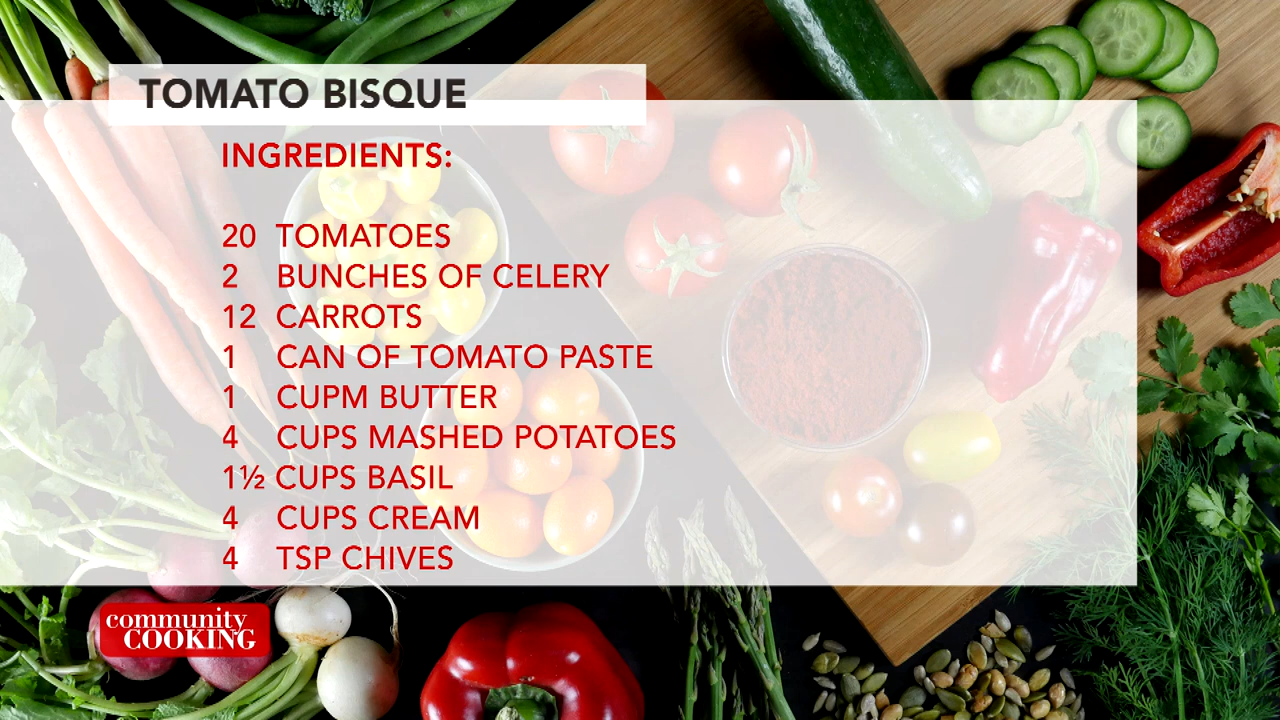 TOMATO BISQUE
INGREDIENTS:
20 TOMATOES
2 BUNCHES OF CELERY
12 CARROTS
1 CAN OF TOMATO PASTE
1 CUPM BUTTER
4 CUPS MASHED POTATOES
1½ CUPS BASIL
4 CUPS CREAM
4 TSP CHIVES
community
COOKING